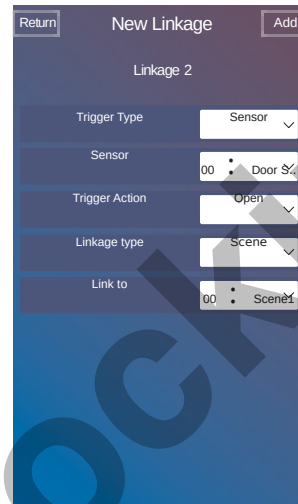 Return New Linkage Add
Linkage 2
Trigger Type Sensor
Sensor 00 : Door S..
Trigger Action Open
Linkage type Scene
Link to 00 : Scene1